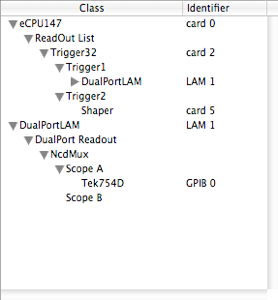 Class Identifier
eCPU147 card 0
ReadOut List
Trigger32 card 2
Trigger1
DualPortLAM LAM 1
Trigger2
Shaper card 5
DualPortLAM LAM 1
DualPort Readout
NcdMux
Scope A
Tek754D GPIB 0
Scope B